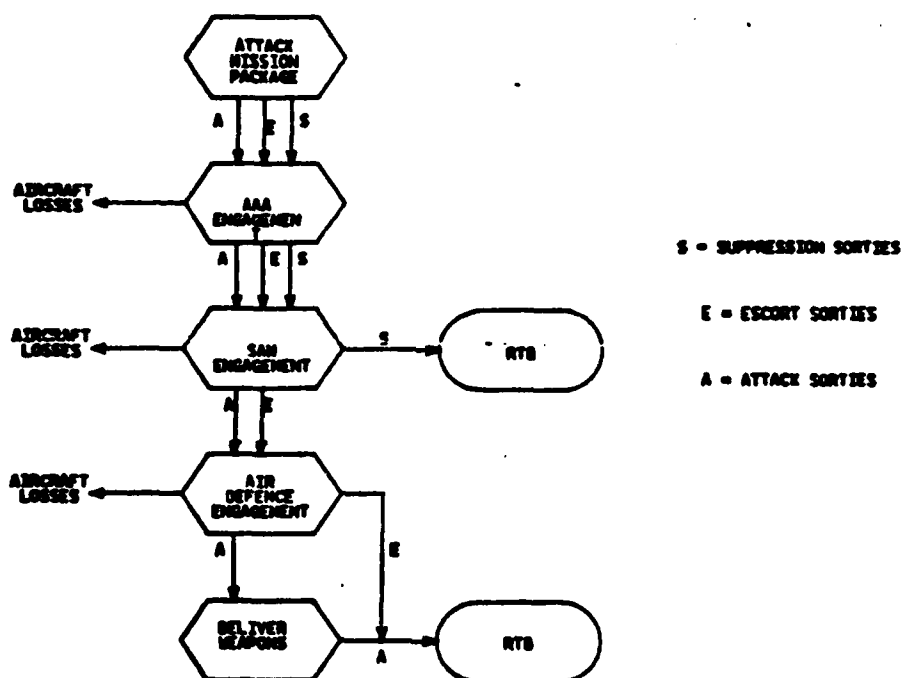 ATTACK
MISSION
PACKAGE
A
E
S
AIRCRAFT
LOSSES
AAA
ENGAGEMEN
T
A
E
S
S = SUPPRESSION SORTIES
E = ESCORT SORTIES
A = ATTACK SORTIES
AIRCRAFT
LOSSES
SAM
ENGAGEMENT
S
RTB
A
E
AIRCRAFT
LOSSES
AIR
DEFENCE
ENGAGEMENT
A
E
DELIVER
WEAPONS
A
RTB